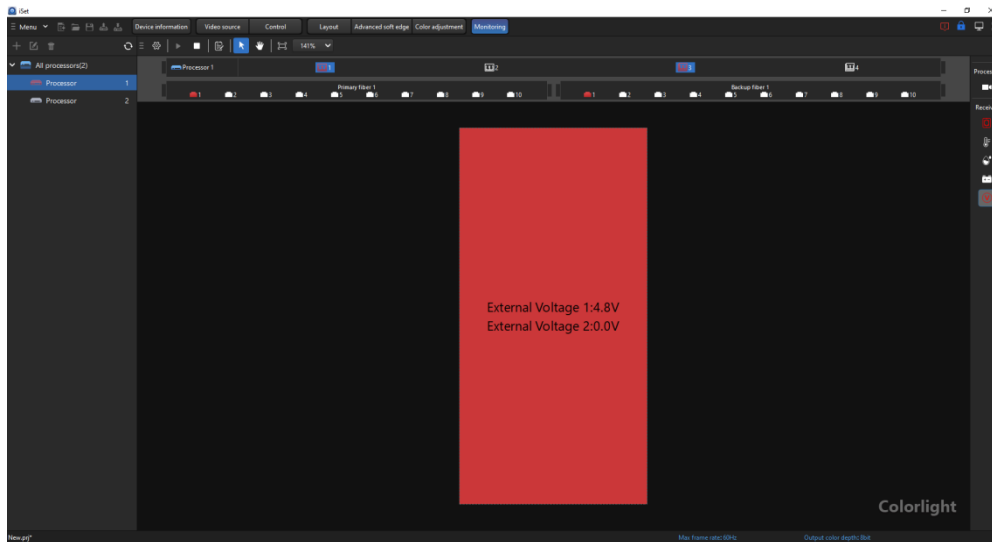 iSet
Menu
Device information
Video source
Control
Layout
Advanced soft edge
Color adjustment
Monitoring
141%
All processors(2)
Processor 1
Processor 2
Processor 1
1
2
3
4
Primary fiber 1
1 2 3 4 5 6 7 8 9 10
Backup fiber 1
1 2 3 4 5 6 7 8 9 10
Proces
Receiv
External Voltage 1:4.8V
External Voltage 2:0.0V
Colorlight
New.prj*
Max frame rate: 60Hz
Output color depth: 8bit